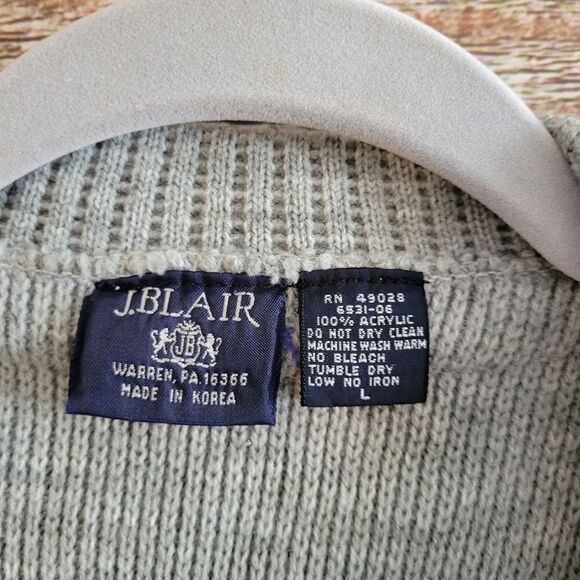 J.BLAIR
JB
WARREN, PA.16366
MADE IN KOREA
RN 49028
6531-06
100% ACRYLIC
DO NOT DRY CLEAN
MACHINE WASH WARM
NO BLEACH
TUMBLE DRY
LOW NO IRON
L